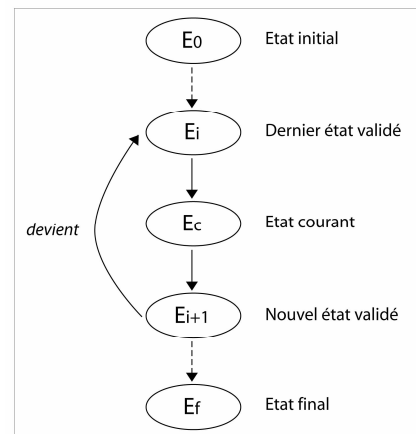 E0 Etat initial
Ei Dernier état validé
Ec Etat courant
devient
Ei+1 Nouvel état validé
Ef Etat final